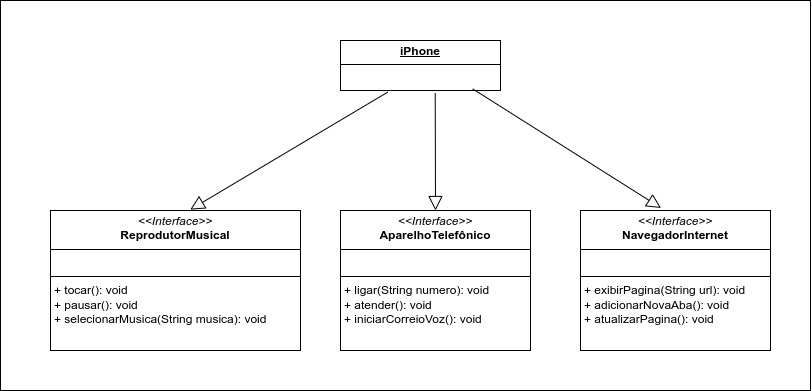 iPhone
<<Interface>>
ReprodutorMusical
+ tocar(): void
+ pausar(): void
+ selecionarMusica(String musica): void
<<Interface>>
AparelhoTelefônico
+ ligar(String numero): void
+ atender(): void
+ iniciarCorreioVoz(): void
<<Interface>>
NavegadorInternet
+ exibirPagina(String url): void
+ adicionarNovaAba(): void
+ atualizarPagina(): void